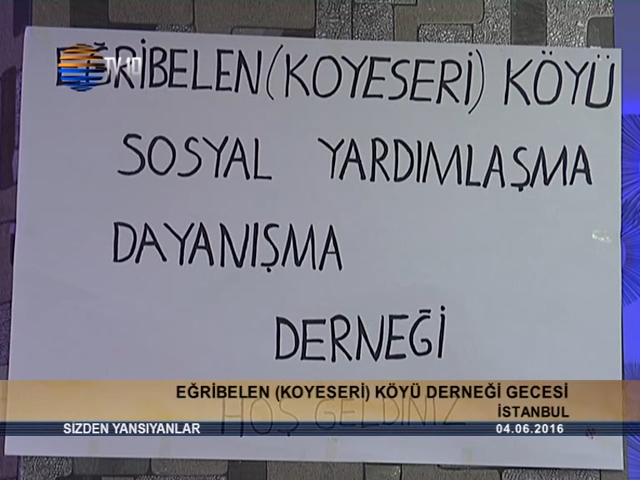 EĞRİBELEN (KOYESERİ) KÖYÜ
TV10
SOSYAL YARDIMLAŞMA
DAYANIŞMA
DERNEĞİ
EĞRİBELEN (KOYESERİ) KÖYÜ DERNEĞİ GECESİ
İSTANBUL
HOŞ GELDİNİZ
SIZDEN YANSIYANLAR
04.06.2016